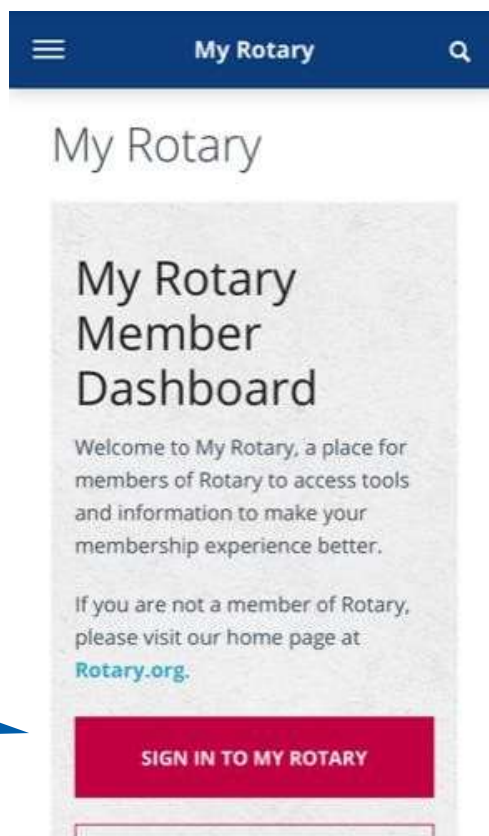 My Rotary
My Rotary
My Rotary
Member
Dashboard
Welcome to My Rotary, a place for
members of Rotary to access tools
and information to make your
membership experience better.
If you are not a member of Rotary,
please visit our home page at
Rotary.org.
SIGN IN TO MY ROTARY